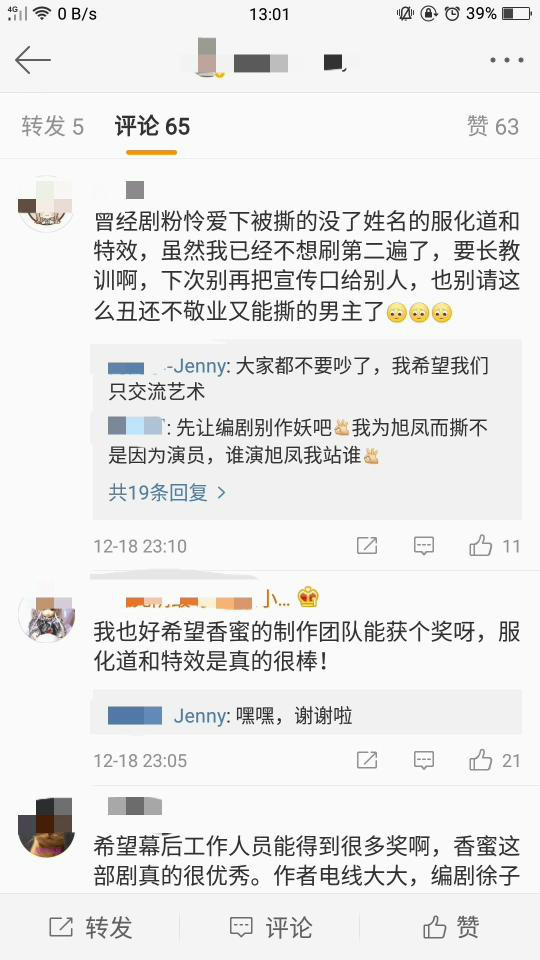 4G 0 B/s 13:01 39%
转发 5 评论 65 赞 63
曾经剧粉怜爱下被撕的没了姓名的服化道和
特效，虽然我已经不想刷第二遍了，要长教
训啊，下次别再把宣传口给别人，也别请这
么丑还不敬业又能撕的男主了🥺🥺🥺
-Jenny: 大家都不要吵了，我希望我们
只交流艺术
: 先让编剧别作妖吧✌🏻我为旭凤而撕不
是因为演员，谁演旭凤我站谁✌🏻
共19条回复 >
12-18 23:10 11
小...
我也好希望香蜜的制作团队能获个奖呀，服
化道和特效是真的很棒！
Jenny: 嘿嘿，谢谢啦
12-18 23:05 21
希望幕后工作人员能得到很多奖啊，香蜜这
部剧真的很优秀。作者电线大大，编剧徐子
转发 评论 赞